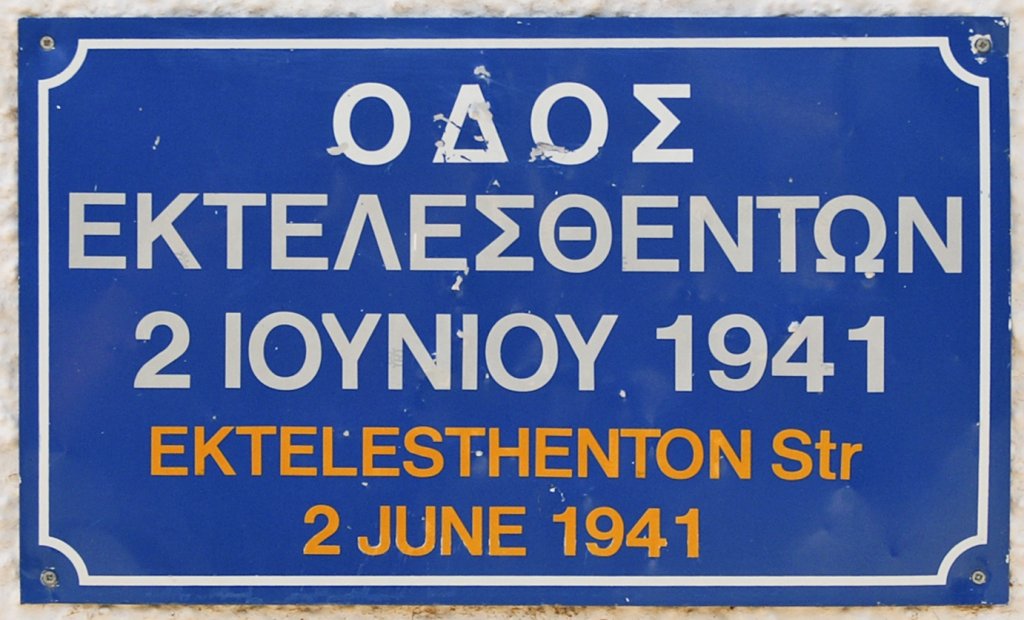 ΟΔΟΣ
ΕΚΤΕΛΕΣΘΕΝΤΩΝ
2 ΙΟΥΝΙΟΥ 1941
EKTELESTHENTON Str
2 JUNE 1941